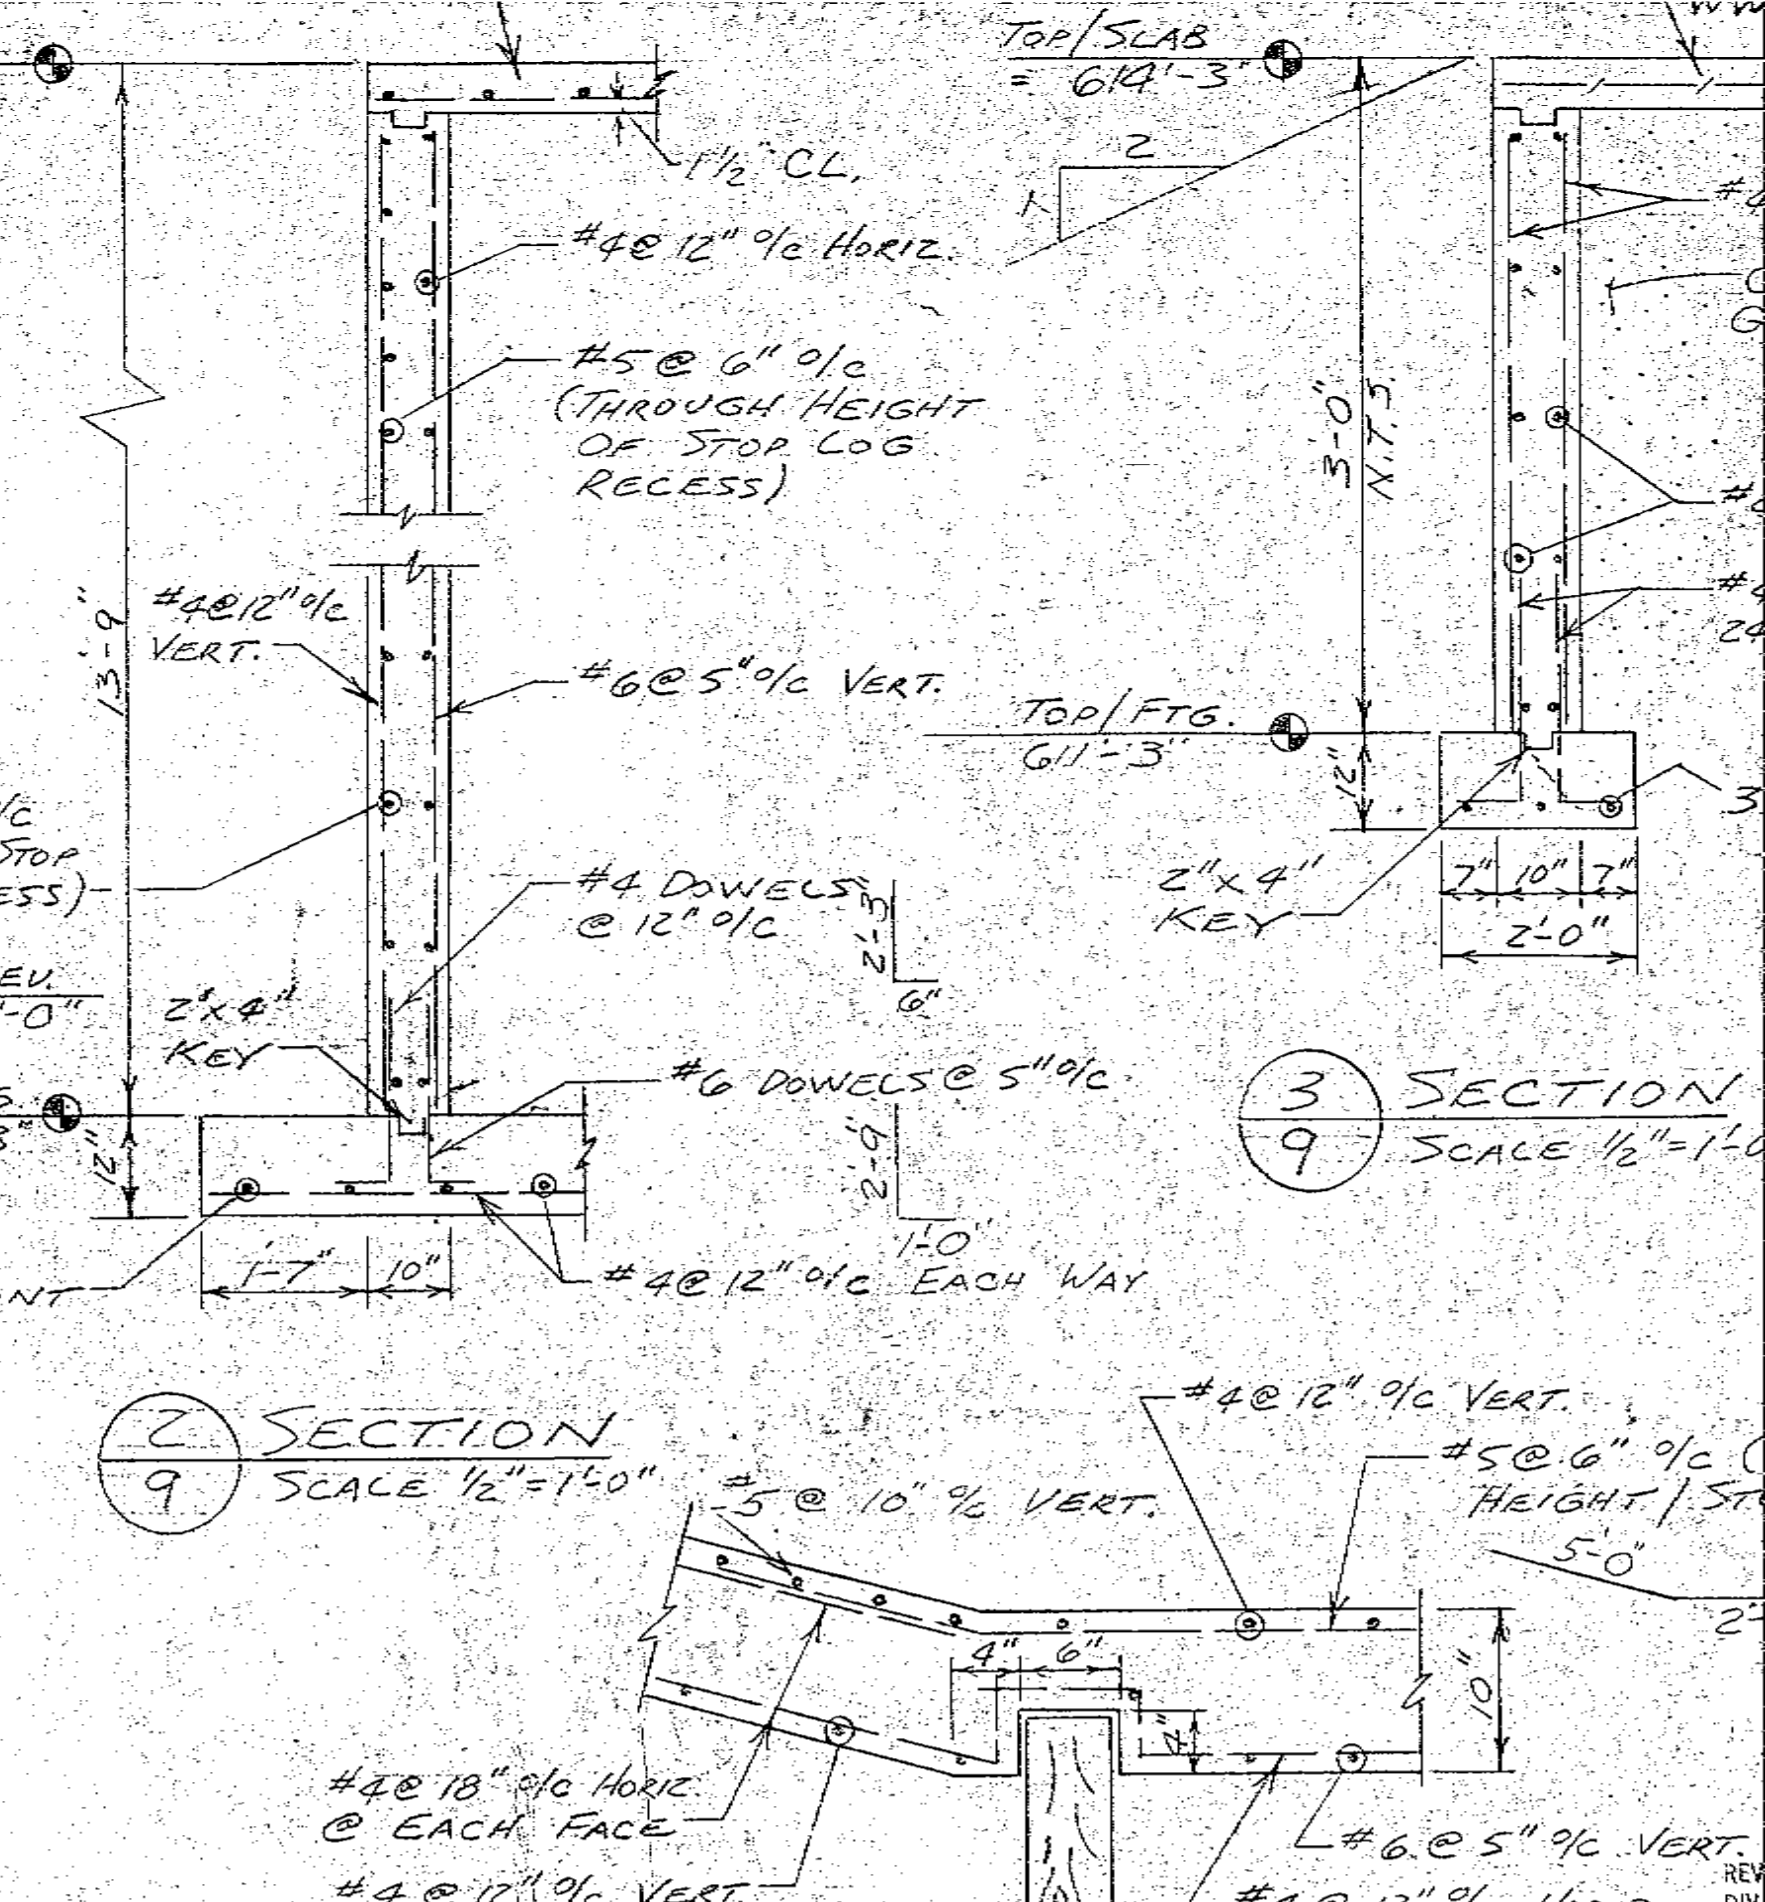 TOP/SLAB
= 614'-3"
1½" CL.
2
1
#4@ 12" o/c HORIZ.
#5 @ 6" o/c
(THROUGH HEIGHT
OF STOP LOG
RECESS)
3'-0"
N.T.S.
13'-9"
#4@12" o/c
VERT.
#6@5" o/c VERT.
TOP/FTG.
611'-3"
12"
STOP
#4 DOWELS
@ 12" o/c
2'-3"
6"
2"x4"
KEY
7" 10" 7"
2'-0"
2"x4"
KEY
#6 DOWELS @ 5" o/c
2'-9"
1'-0"
12"
1'-7" 10"
#4@ 12" o/c EACH WAY
3 SECTION
9 SCALE ½"=1'-0
2 SECTION
9 SCALE ½"=1'-0"
#4@ 12" o/c VERT.
#5@ 6" o/c (
HEIGHT/
#5 @ 10" o/c VERT.
5'-0"
4" 6"
4"
10"
#4@ 18" o/c HORIZ.
@ EACH FACE
#4 @ 12" o/c VERT.
#6 @ 5" o/c VERT.
REV